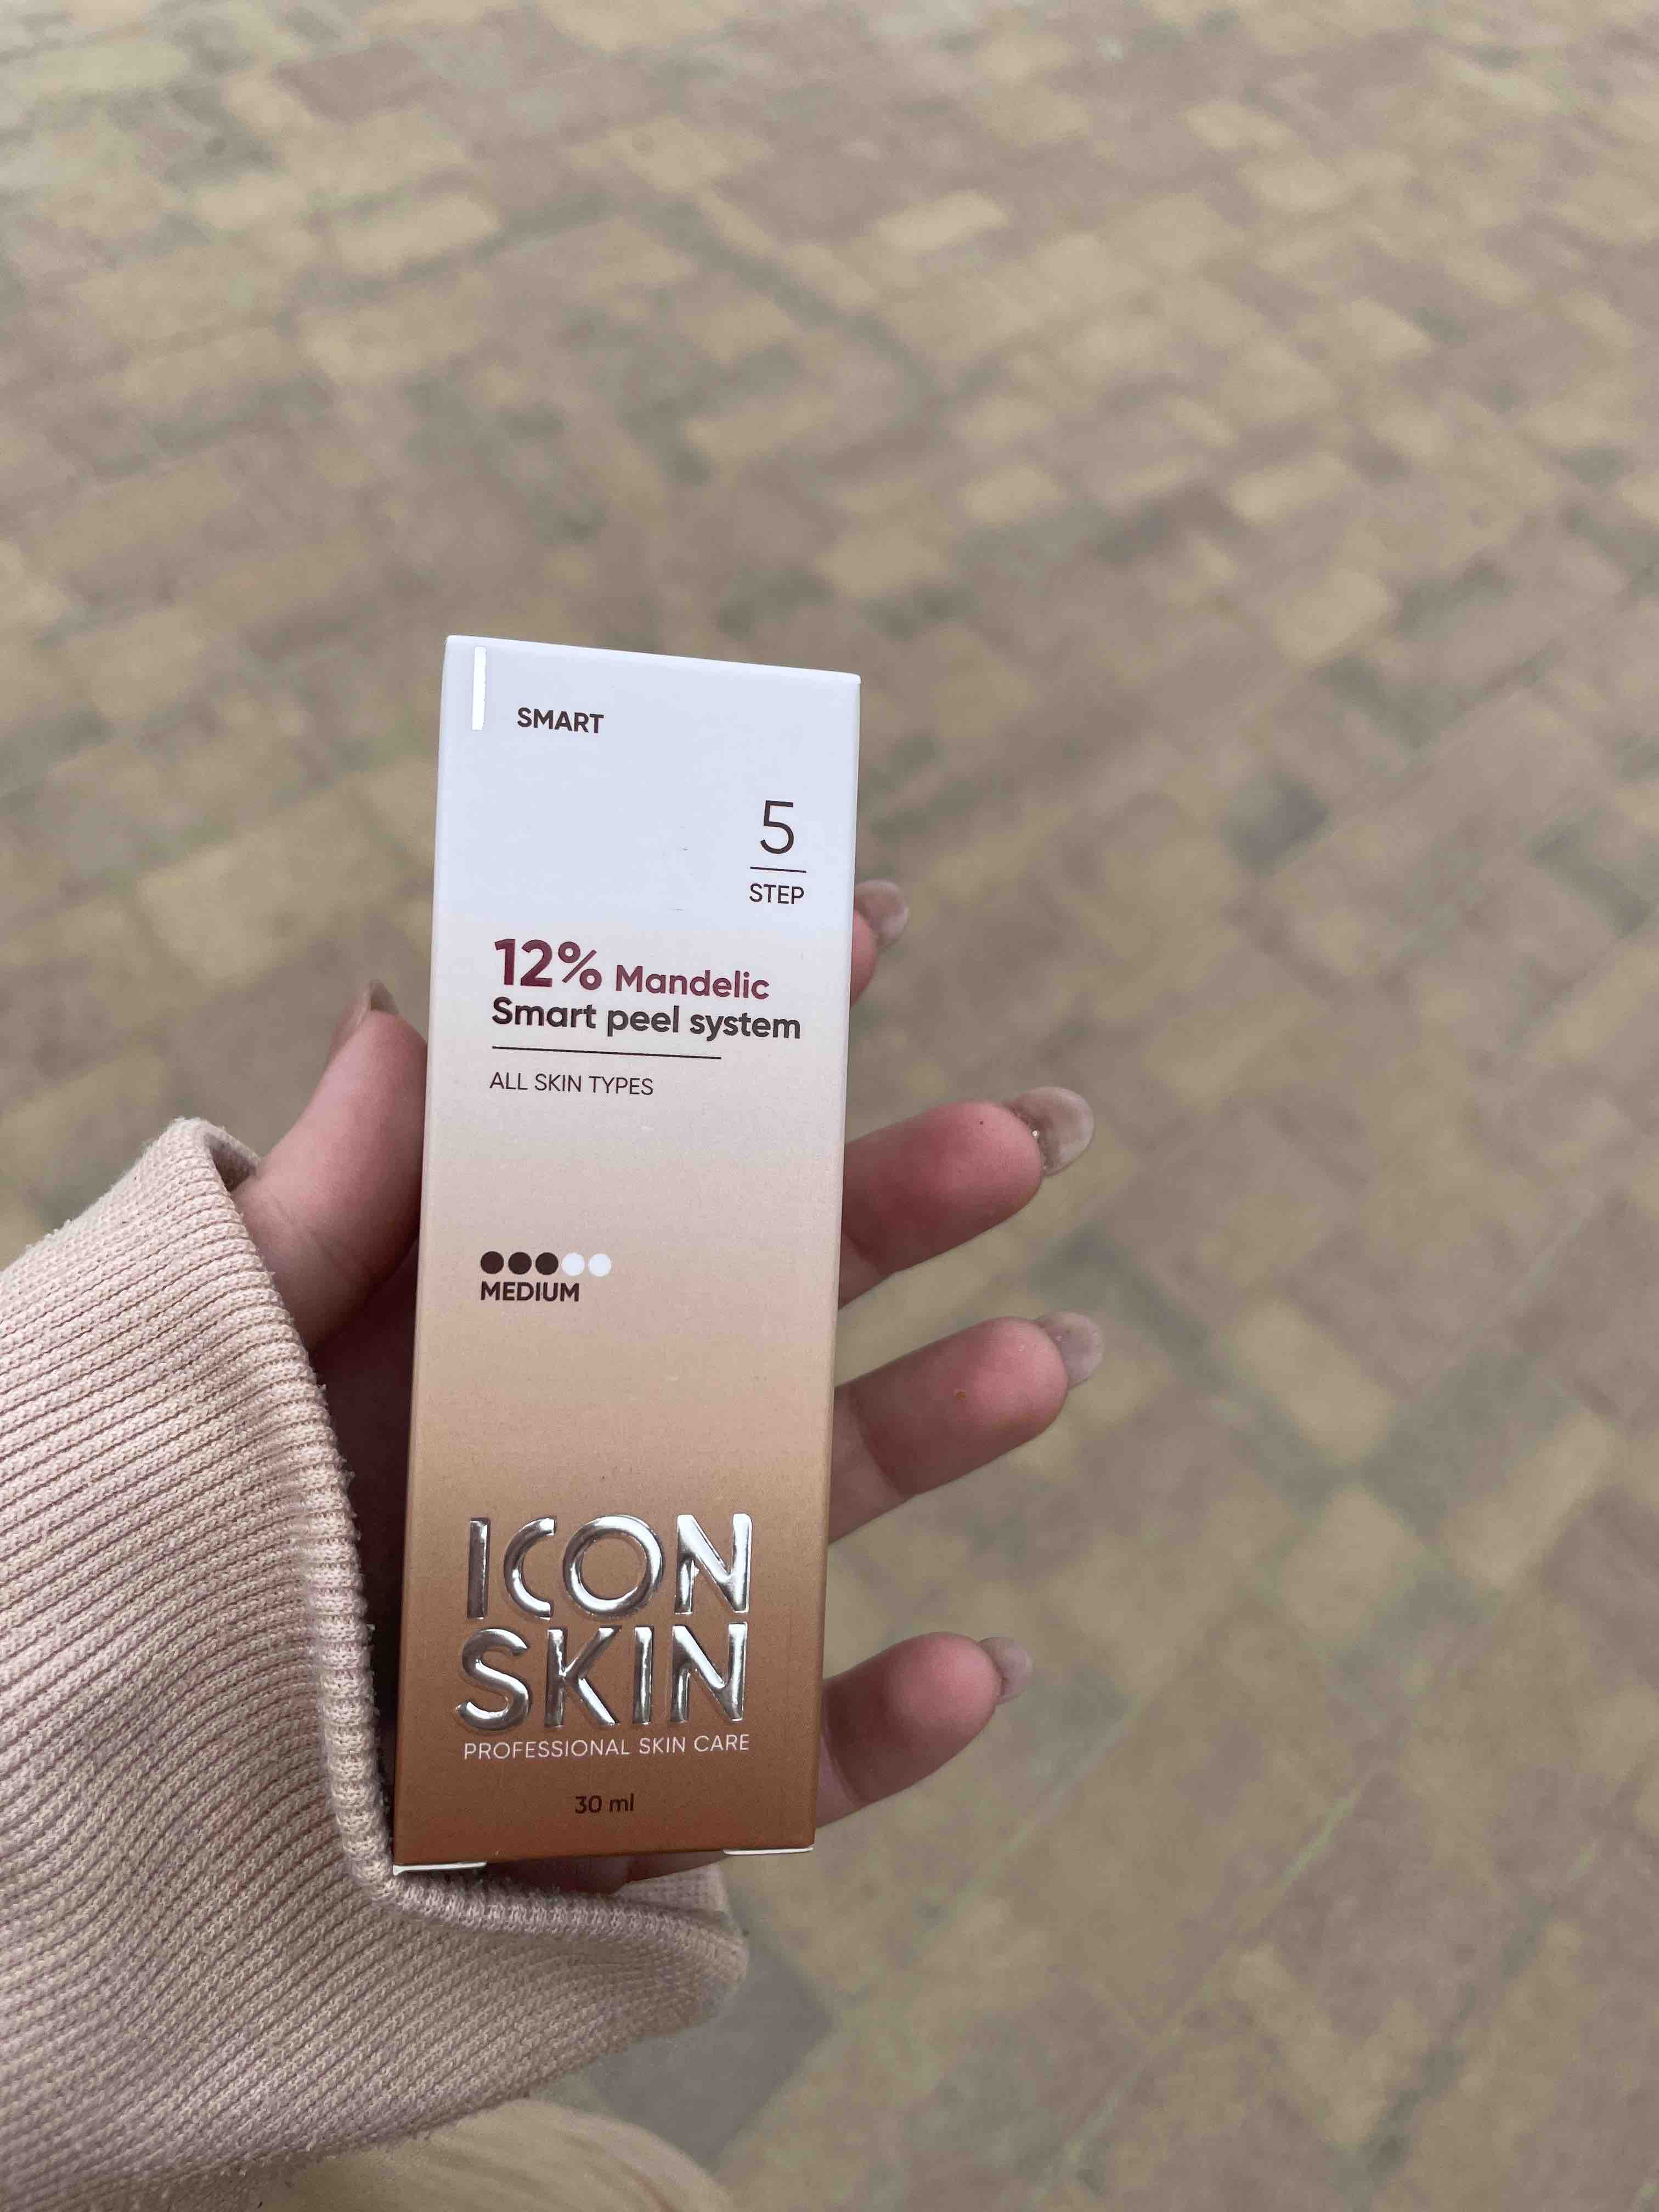 SMART
5
STEP
12% Mandelic
Smart peel system
ALL SKIN TYPES
MEDIUM
ICON
SKIN
PROFESSIONAL SKIN CARE
30 ml